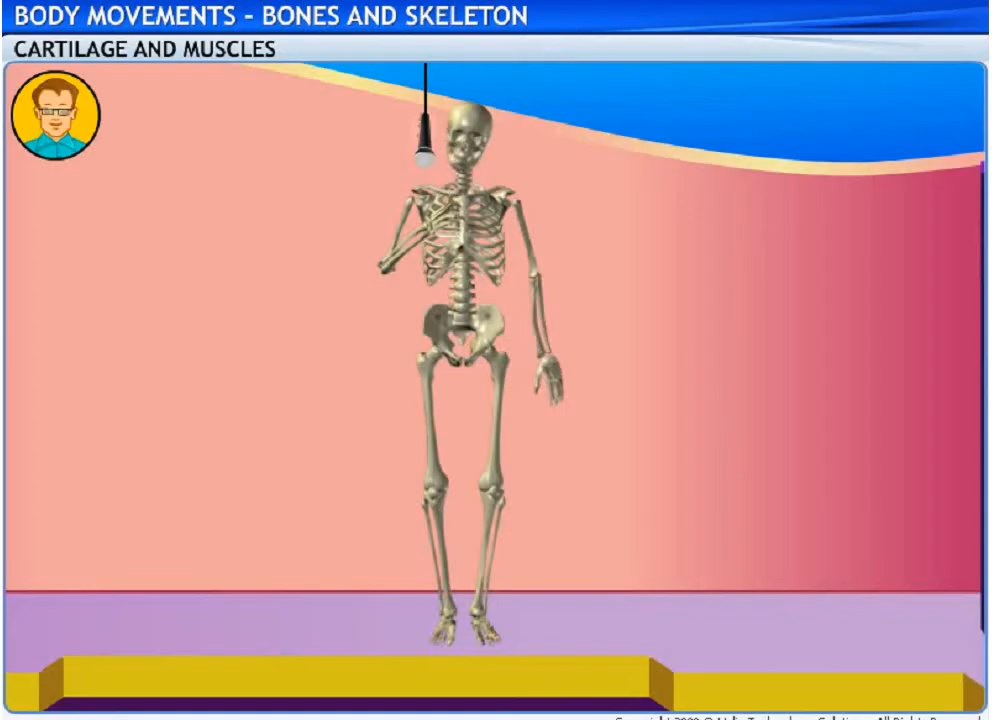 BODY MOVEMENTS - BONES AND SKELETON
CARTILAGE AND MUSCLES